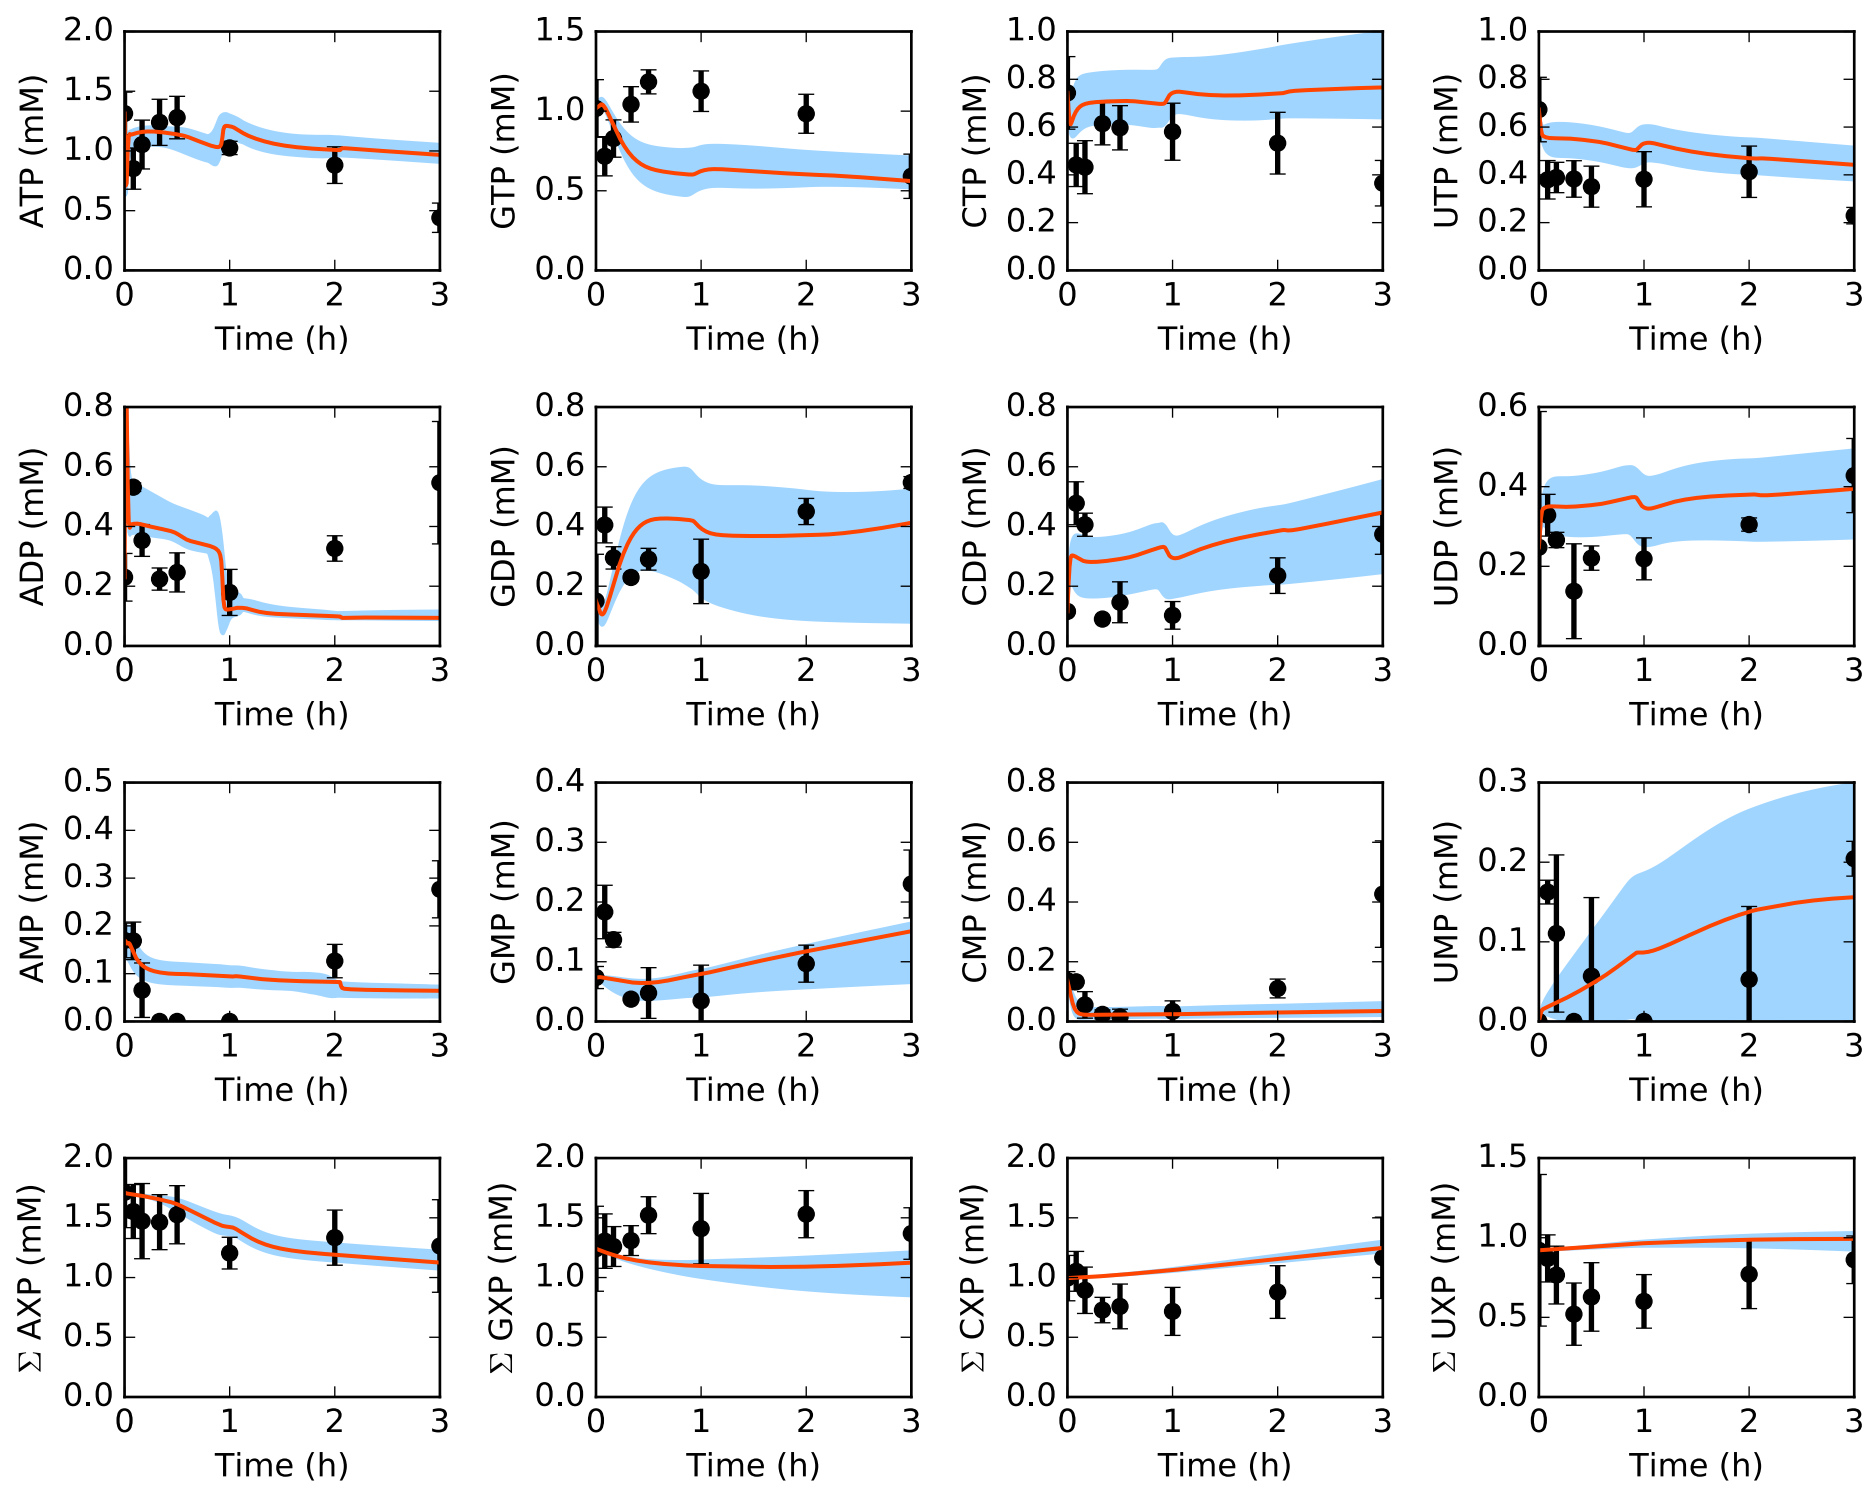 ATP (mM)
2.0
1.5
1.0
0.5
0.0
0 1 2 3
Time (h)
GTP (mM)
1.5
1.0
0.5
0.0
0 1 2 3
Time (h)
CTP (mM)
1.0
0.8
0.6
0.4
0.2
0.0
0 1 2 3
Time (h)
UTP (mM)
1.0
0.8
0.6
0.4
0.2
0.0
0 1 2 3
Time (h)
ADP (mM)
0.8
0.6
0.4
0.2
0.0
0 1 2 3
Time (h)
GDP (mM)
0.8
0.6
0.4
0.2
0.0
0 1 2 3
Time (h)
CDP (mM)
0.8
0.6
0.4
0.2
0.0
0 1 2 3
Time (h)
UDP (mM)
0.6
0.4
0.2
0.0
0 1 2 3
Time (h)
AMP (mM)
0.5
0.4
0.3
0.2
0.1
0.0
0 1 2 3
Time (h)
GMP (mM)
0.4
0.3
0.2
0.1
0.0
0 1 2 3
Time (h)
CMP (mM)
0.8
0.6
0.4
0.2
0.0
0 1 2 3
Time (h)
UMP (mM)
0.3
0.2
0.1
0.0
0 1 2 3
Time (h)
Σ AXP (mM)
2.0
1.5
1.0
0.5
0.0
0 1 2 3
Time (h)
Σ GXP (mM)
2.0
1.5
1.0
0.5
0.0
0 1 2 3
Time (h)
Σ CXP (mM)
2.0
1.5
1.0
0.5
0.0
0 1 2 3
Time (h)
Σ UXP (mM)
1.5
1.0
0.5
0.0
0 1 2 3
Time (h)